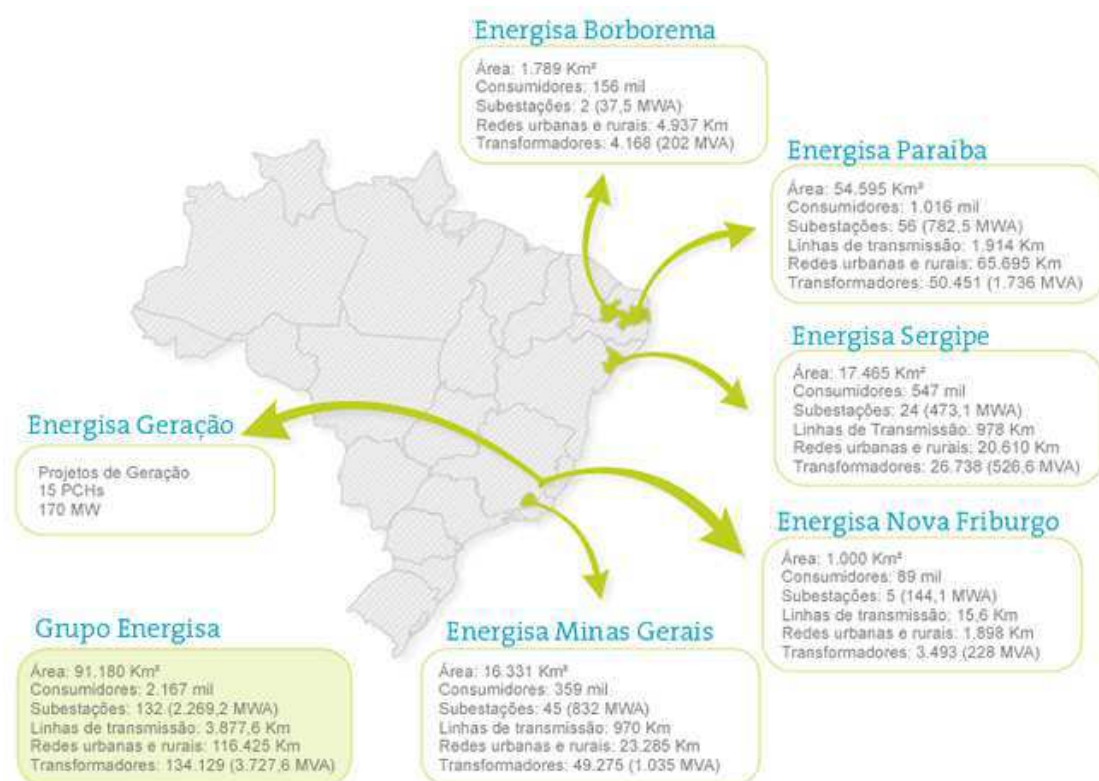 Energisa Borborema
Área: 1.789 Km²
Consumidores: 156 mil
Subestações: 2 (37,5 MWA)
Redes urbanas e rurais: 4.937 Km
Transformadores: 4.168 (202 MVA)
Energisa Paraíba
Área: 54.595 Km²
Consumidores: 1.016 mil
Subestações: 56 (782,5 MWA)
Linhas de transmissão: 1.914 Km
Redes urbanas e rurais: 65.695 Km
Transformadores: 50.451 (1.736 MVA)
Energisa Sergipe
Área: 17.465 Km²
Consumidores: 547 mil
Subestações: 24 (473,1 MWA)
Linhas de Transmissão: 978 Km
Redes urbanas e rurais: 20.610 Km
Transformadores: 26.738 (526,6 MVA)
Energisa Geração
Projetos de Geração
15 PCHs
170 MW
Energisa Nova Friburgo
Área: 1.000 Km²
Consumidores: 89 mil
Subestações: 5 (144,1 MWA)
Linhas de transmissão: 15,6 Km
Redes urbanas e rurais: 1.898 Km
Transformadores: 3.493 (228 MVA)
Grupo Energisa
Área: 91.180 Km²
Consumidores: 2.167 mil
Subestações: 132 (2.269,2 MWA)
Linhas de transmissão: 3.877,6 Km
Redes urbanas e rurais: 116.425 Km
Transformadores: 134.129 (3.727,6 MVA)
Energisa Minas Gerais
Área: 16.331 Km²
Consumidores: 359 mil
Subestações: 45 (832 MWA)
Linhas de transmissão: 970 Km
Redes urbanas e rurais: 23.285 Km
Transformadores: 49.275 (1.035 MVA)